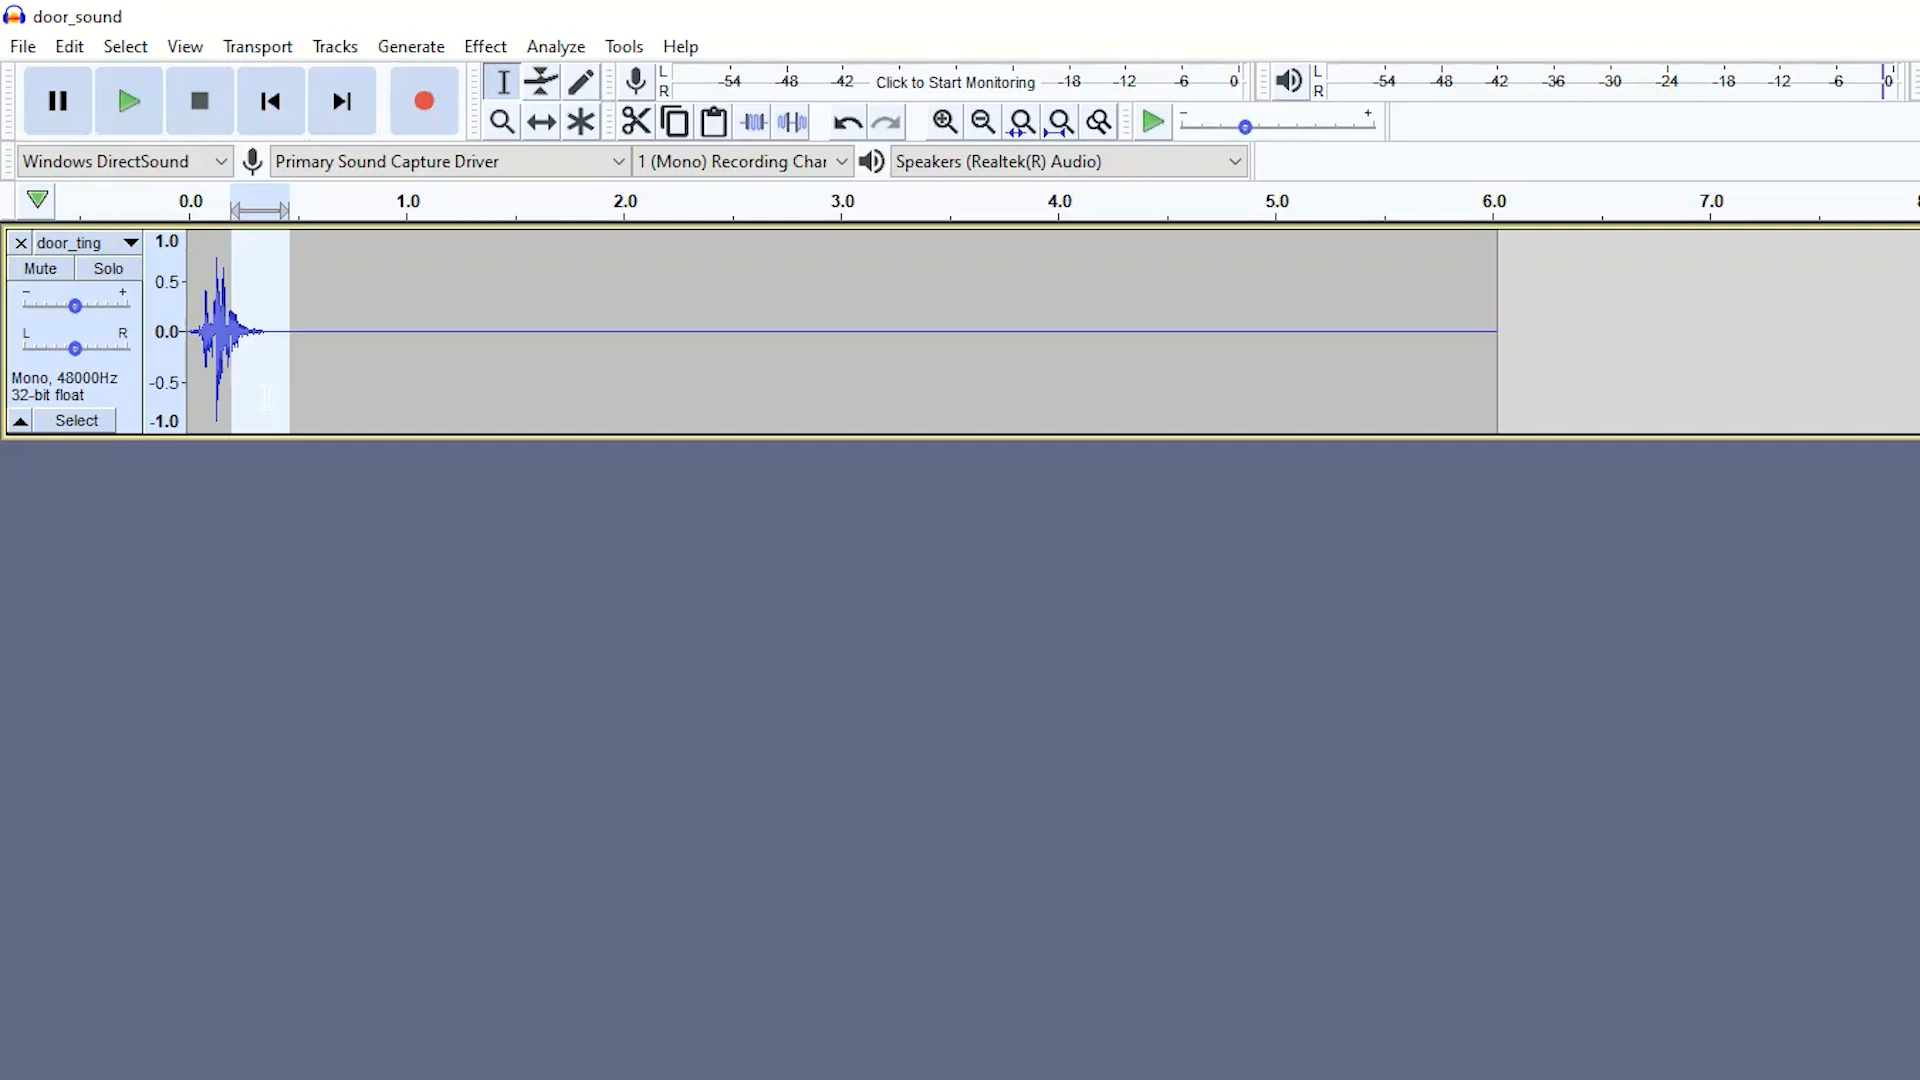 door_sound
File Edit Select View Transport Tracks Generate Effect Analyze Tools Help
L -54 -48 -42 Click to Start Monitoring -18 -12 -6 0 L -54 -48 -42 -36 -30 -24 -18 -12 -6 0
R R
- +
Windows DirectSound Primary Sound Capture Driver 1 (Mono) Recording Char Speakers (Realtek(R) Audio)
0.0 1.0 2.0 3.0 4.0 5.0 6.0 7.0 8
door_ting 1.0
Mute Solo
0.5
- +
L R 0.0
Mono, 48000Hz -0.5
32-bit float
Select -1.0